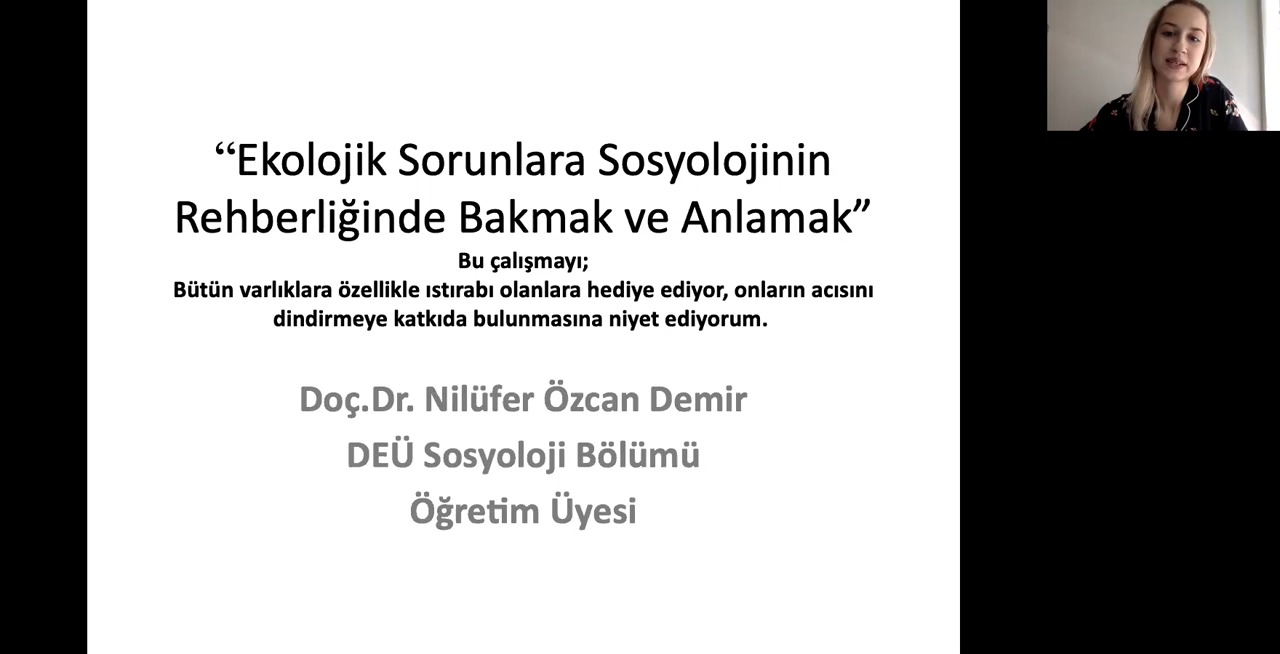 “Ekolojik Sorunlara Sosyolojinin
Rehberliğinde Bakmak ve Anlamak”
Bu çalışmayı;
Bütün varlıklara özellikle ıstırabı olanlara hediye ediyor, onların acısını
dindirmeye katkıda bulunmasına niyet ediyorum.
Doç.Dr. Nilüfer Özcan Demir
DEÜ Sosyoloji Bölümü
Öğretim Üyesi